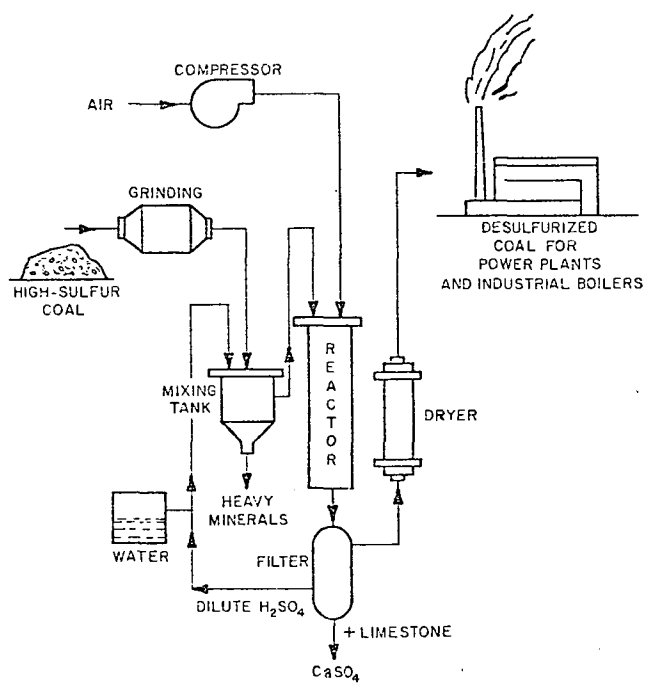 COMPRESSOR
AIR
GRINDING
HIGH-SULFUR
COAL
DESULFURIZED
COAL FOR
POWER PLANTS
AND INDUSTRIAL BOILERS
MIXING
TANK
REACTOR
DRYER
HEAVY
MINERALS
WATER
FILTER
DILUTE H₂SO₄
+ LIMESTONE
CaSO₄